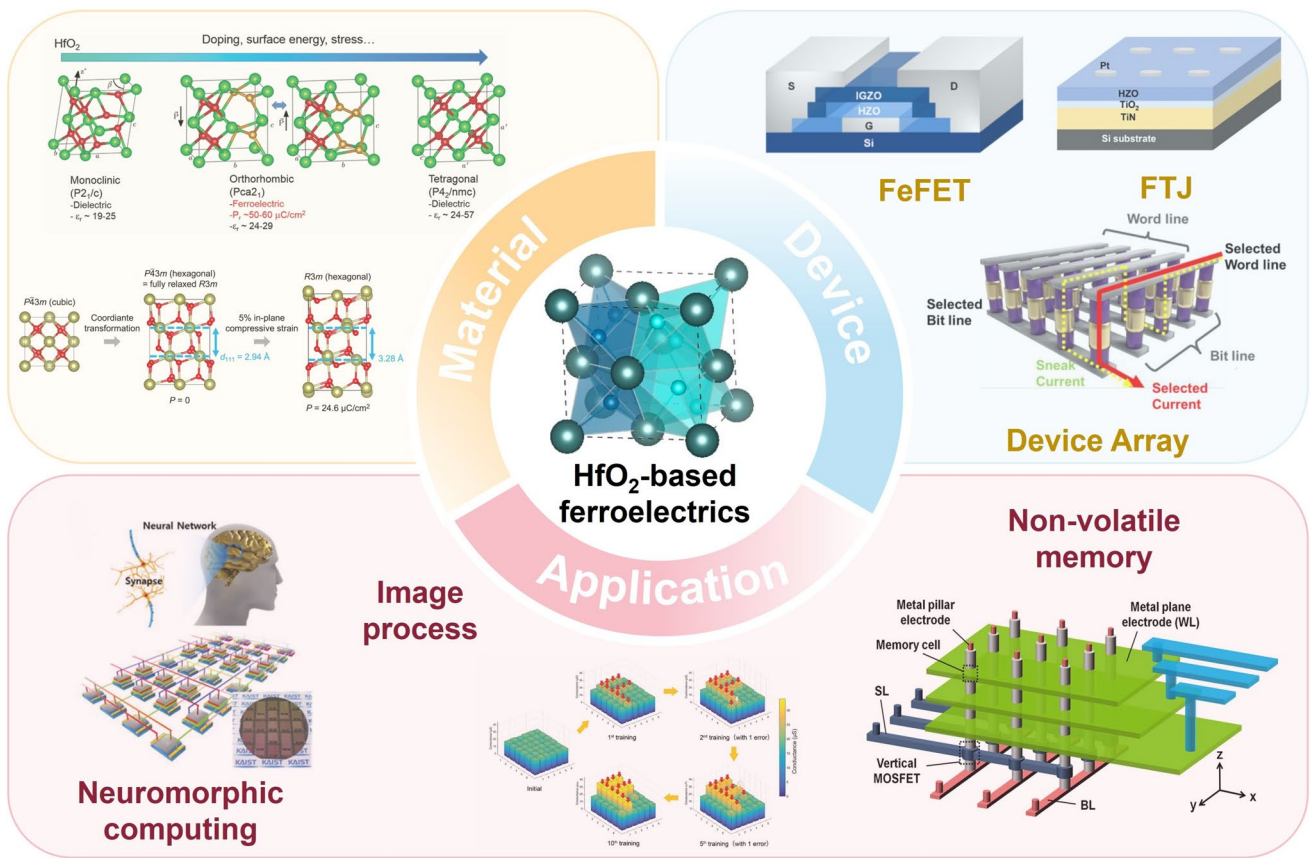 HfO₂
Doping, surface energy, stress…
Monoclinic
(P2₁/c)
-Dielectric
- εᵣ ~ 19-25
Orthorhombic
(Pca2₁)
-Ferroelectric
-Pᵣ ~50-60 μC/cm²
-εᵣ ~ 24-29
Tetragonal
(P4₂/nmc)
-Dielectric
- εᵣ ~ 24-57
P4̄3m (cubic)
Coordiante
transformation
P4̄3m (hexagonal)
= fully relaxed R3m
d₁₁₁ = 2.94 Å
P = 0
5% in-plane
compressive strain
R3m (hexagonal)
3.28 Å
P = 24.6 μC/cm²
Material
Device
Application
HfO₂-based
ferroelectrics
S
D
IGZO
HZO
G
Si
FeFET
Pt
HZO
TiO₂
TiN
Si substrate
FTJ
Word line
Selected
Word line
Selected
Bit line
Bit line
Sneak
Current
Selected
Current
Device Array
Neural Network
Synapse
KAIST
Neuromorphic
computing
Image
process
Initial
1ˢᵗ training
2ⁿᵈ training (with 1 error)
5ᵗʰ training (with 1 error)
10ᵗʰ training
Conductance (μS)
Non-volatile
memory
Metal pillar
electrode
Metal plane
electrode (WL)
Memory cell
SL
Vertical
MOSFET
BL
z
y
x